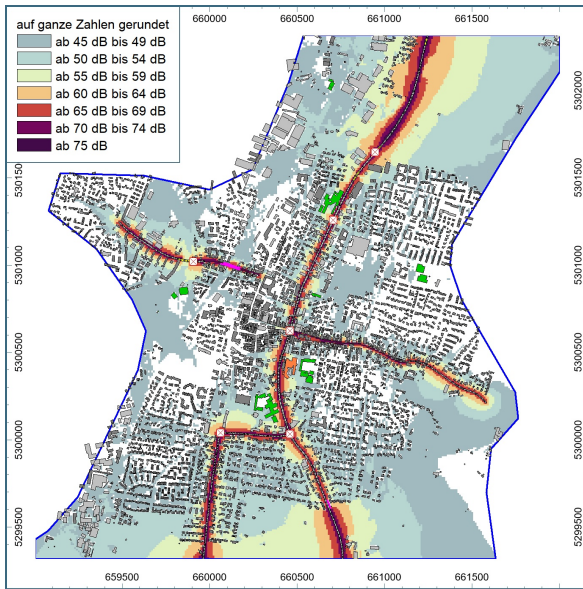 660000 660500 661000 661500
auf ganze Zahlen gerundet
ab 45 dB bis 49 dB
ab 50 dB bis 54 dB
ab 55 dB bis 59 dB
ab 60 dB bis 64 dB
ab 65 dB bis 69 dB
ab 70 dB bis 74 dB
ab 75 dB
5302000
530150
5301500
5301000
5301000
5300500
5300500
5300000
5300000
5299500
5299500
659500 660000 660500 661000 661500